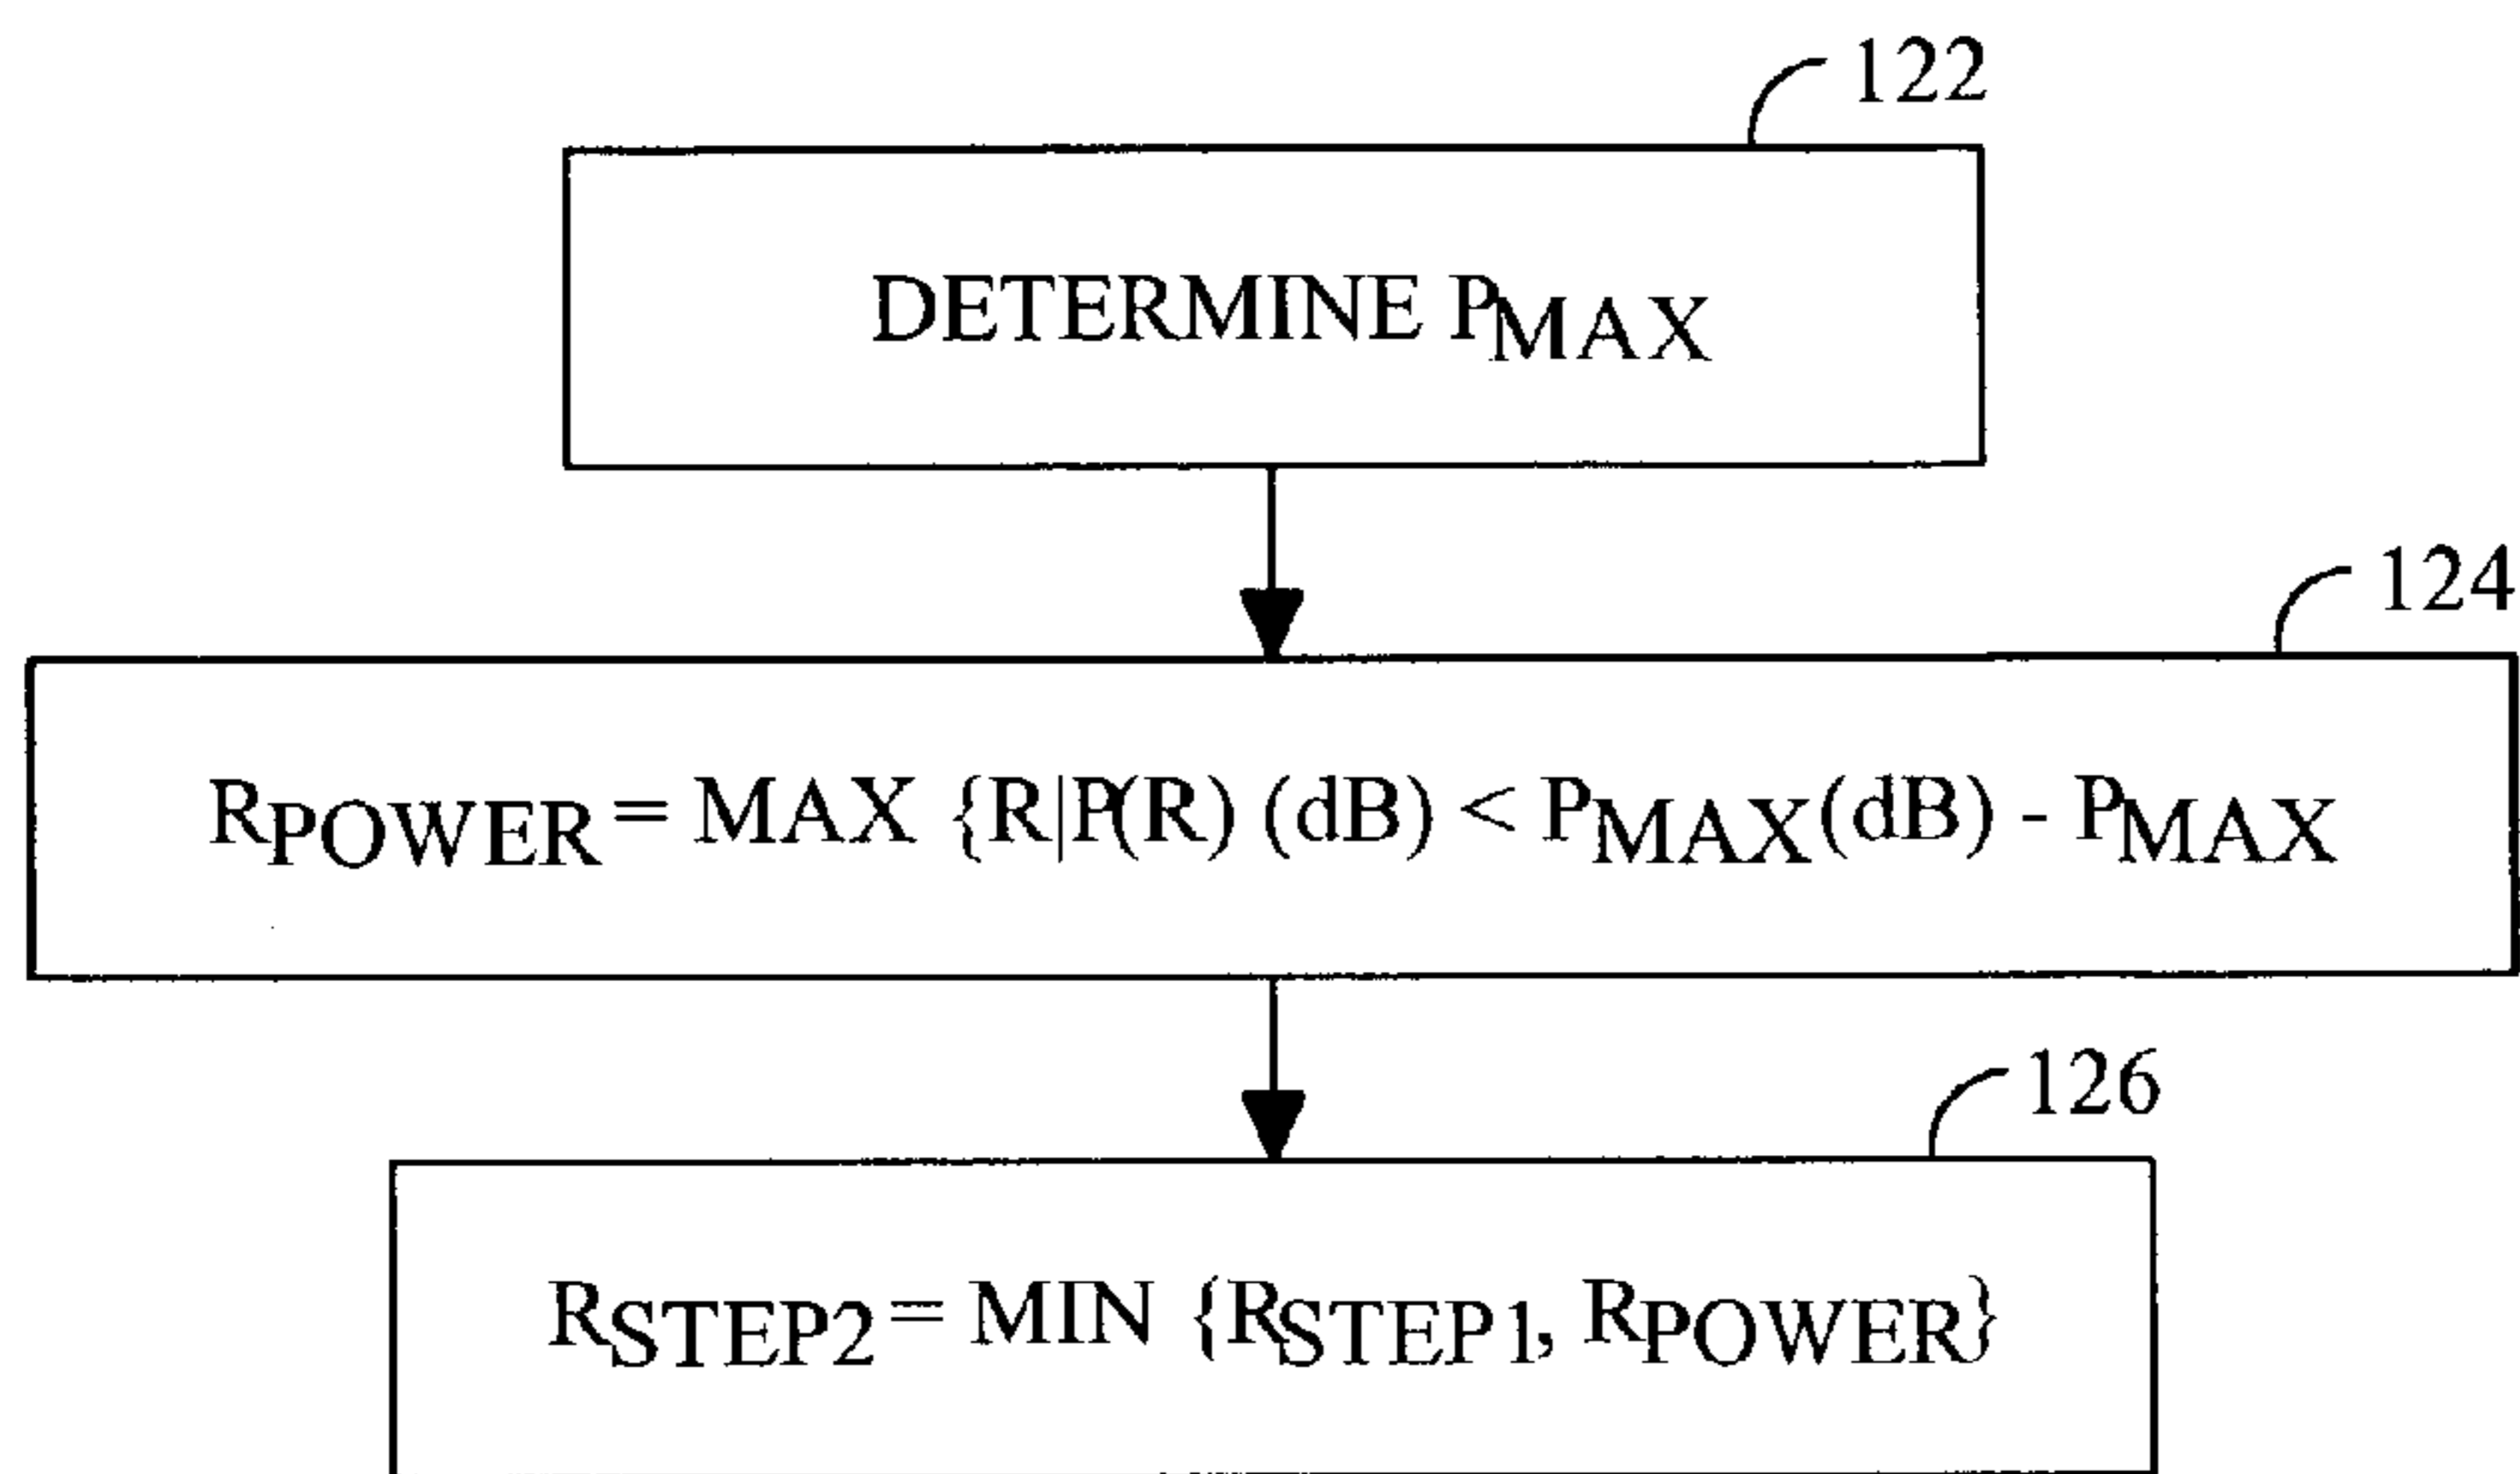 122
DETERMINE PMAX
124
RPOWER = MAX {R|P(R) (dB) < PMAX(dB) - PMAX
126
RSTEP2 = MIN {RSTEP1, RPOWER}